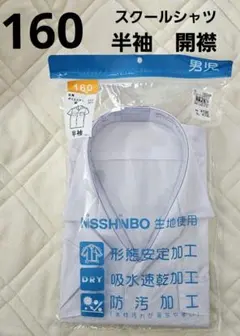 160
スクールシャツ
半袖 開襟
男児
160
半袖
NISSHINBO 生地使用
形態安定加工
DRY 吸水速乾加工
防汚加工